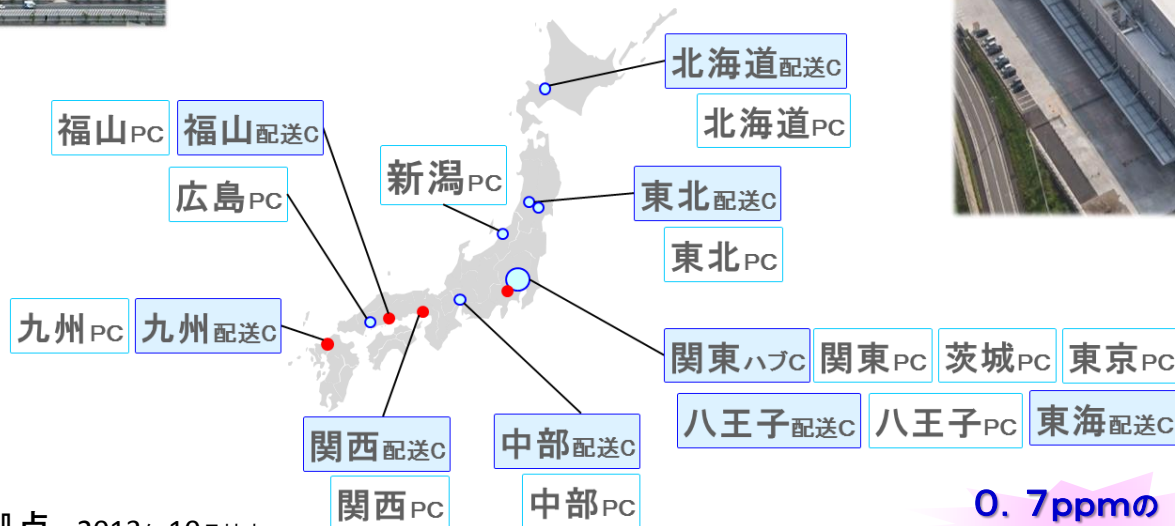 北海道配送C
北海道PC
福山PC 福山配送C
新潟PC
広島PC
東北配送C
東北PC
九州PC 九州配送C
関東ハブC 関東PC 茨城PC 東京PC
八王子配送C 八王子PC 東海配送C
関西配送C
関西PC
中部配送C
中部PC
0.7ppmの
点